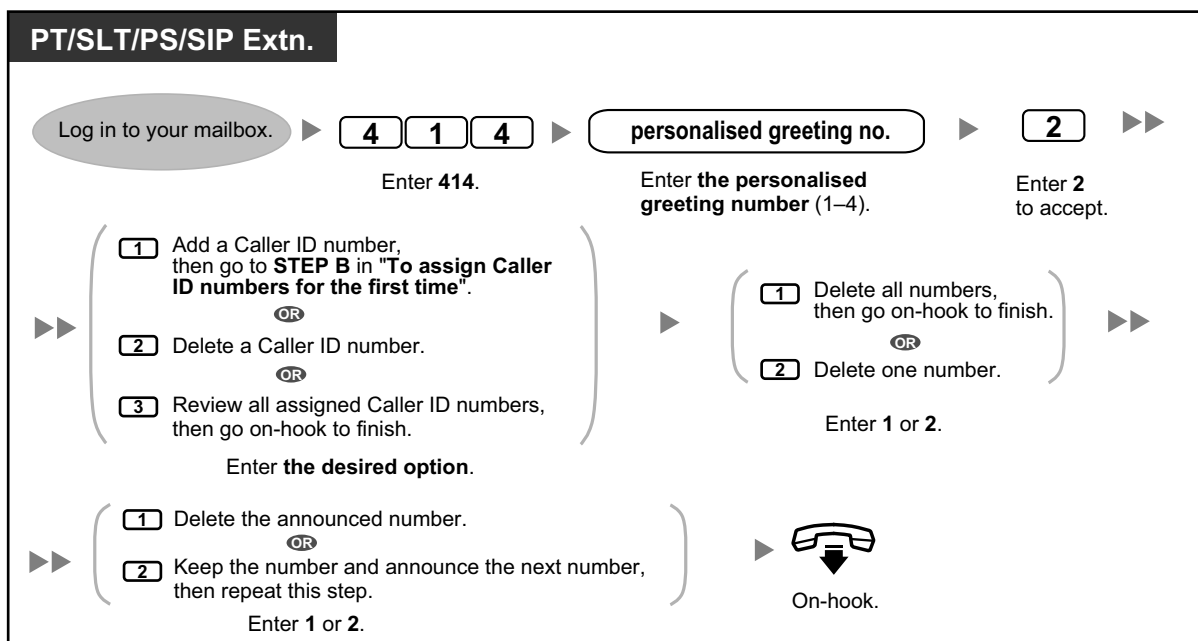 PT/SLT/PS/SIP Extn.
Log in to your mailbox.
4 1 4
personalised greeting no.
2
Enter 414.
Enter the personalised
greeting number (1–4).
Enter 2
to accept.
1 Add a Caller ID number,
then go to STEP B in "To assign Caller
ID numbers for the first time".
OR
2 Delete a Caller ID number.
OR
3 Review all assigned Caller ID numbers,
then go on-hook to finish.
Enter the desired option.
1 Delete all numbers,
then go on-hook to finish.
OR
2 Delete one number.
Enter 1 or 2.
1 Delete the announced number.
OR
2 Keep the number and announce the next number,
then repeat this step.
Enter 1 or 2.
On-hook.